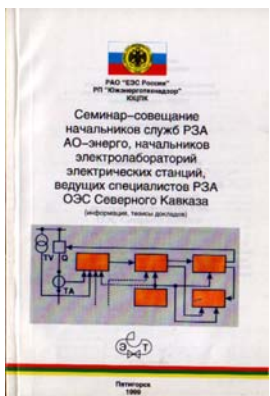 РАО "ЕЭС России"
РП "Южэнерготехнадзор"
ЮЦПК
Семинар-совещание
начальников служб РЗА
АО-энерго, начальников
электролабораторий
электрических станций,
ведущих специалистов РЗА
ОЭС Северного Кавказа
(информация, тезисы докладов)
TV
Q
TA
Э Т
Пятигорск
1999